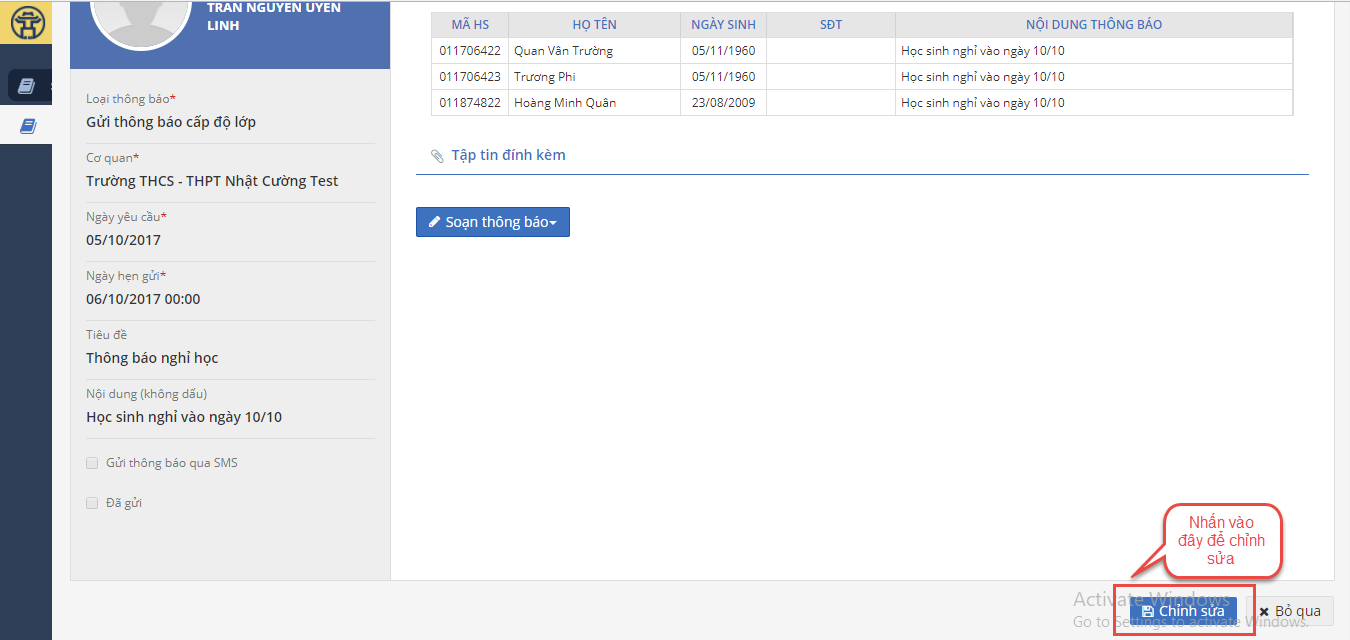 TRẦN NGUYỄN UYÊN
LINH
Loại thông báo*
Gửi thông báo cấp độ lớp
Cơ quan*
Trường THCS - THPT Nhật Cường Test
Ngày yêu cầu*
05/10/2017
Ngày hẹn gửi*
06/10/2017 00:00
Tiêu đề
Thông báo nghỉ học
Nội dung (không dấu)
Học sinh nghỉ vào ngày 10/10
Gửi thông báo qua SMS
Đã gửi
MÃ HS HỌ TÊN NGÀY SINH SĐT NỘI DUNG THÔNG BÁO
011706422 Quan Vân Trường 05/11/1960 Học sinh nghỉ vào ngày 10/10
011706423 Trương Phi 05/11/1960 Học sinh nghỉ vào ngày 10/10
011874822 Hoàng Minh Quân 23/08/2009 Học sinh nghỉ vào ngày 10/10
Tập tin đính kèm
Soạn thông báo
Nhấn vào
đây để chỉnh
sửa
Activate Windows
Go to Settings to activate Windows.
Chỉnh sửa
Bỏ qua